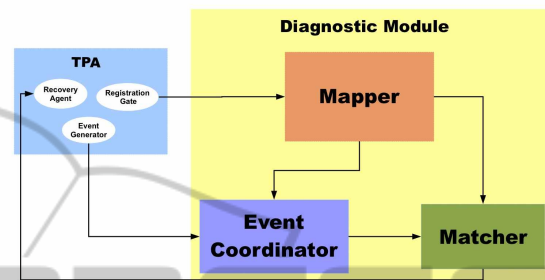 Diagnostic Module
TPA
Recovery
Agent
Registration
Gate
Event
Generator
Mapper
Event
Coordinator
Matcher